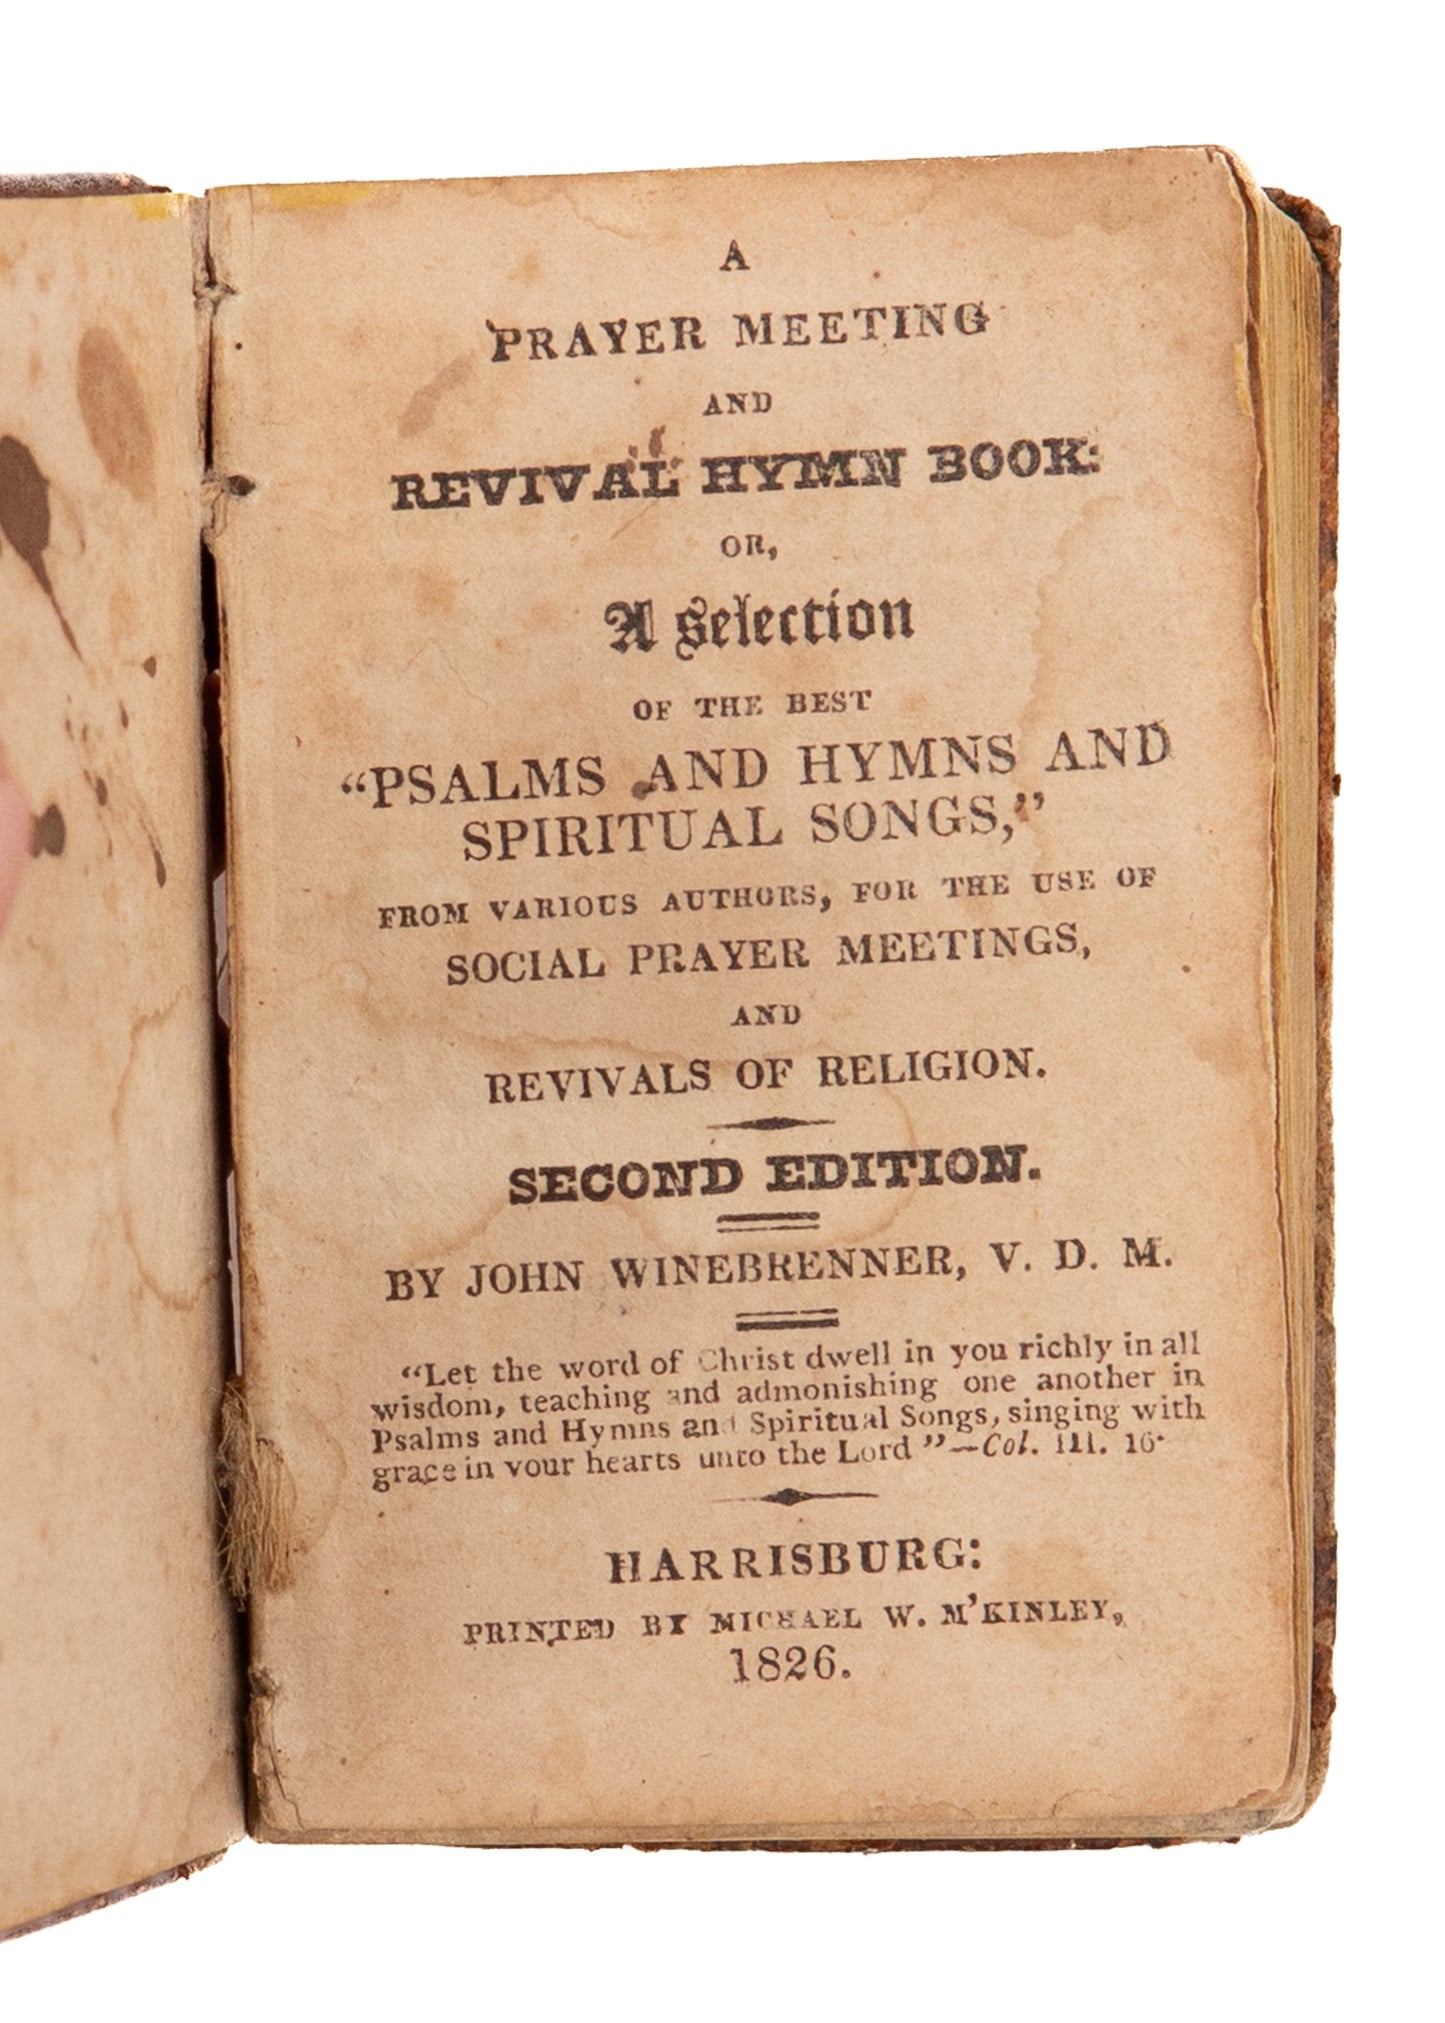 A
PRAYER MEETING
AND
REVIVAL HYMN BOOK:
OR,
A Selection
OF THE BEST
“PSALMS AND HYMNS AND
SPIRITUAL SONGS,”
FROM VARIOUS AUTHORS, FOR THE USE OF
SOCIAL PRAYER MEETINGS,
AND
REVIVALS OF RELIGION.
SECOND EDITION.
BY JOHN WINEBRENNER, V. D. M.
“Let the word of Christ dwell in you richly in all
wisdom, teaching and admonishing one another in
Psalms and Hymns and Spiritual Songs, singing with
grace in your hearts unto the Lord”—Col. iii. 16.
HARRISBURG:
PRINTED BY MICHAEL W. M’KINLEY,
1826.